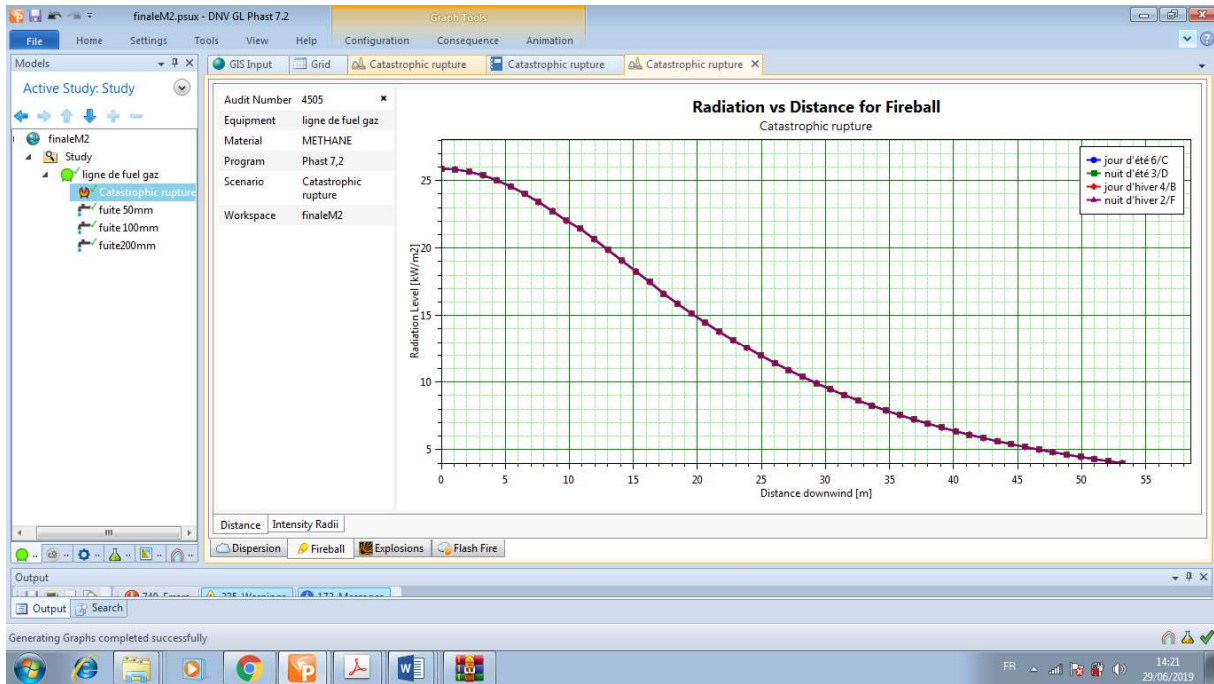 finaleM2.psux - DNV GL Phast 7.2
Graph Tools
File Home Settings Tools View Help Configuration Consequence Animation
Models
GIS Input Grid Catastrophic rupture Catastrophic rupture Catastrophic rupture
Active Study: Study
finaleM2
Study
ligne de fuel gaz
Catastrophic rupture
fuite 50mm
fuite 100mm
fuite200mm
Audit Number 4505
Equipment ligne de fuel gaz
Material METHANE
Program Phast 7,2
Scenario Catastrophic
rupture
Workspace finaleM2
Radiation vs Distance for Fireball
Catastrophic rupture
jour d'été 6/C
nuit d'été 3/D
jour d'hiver 4/B
nuit d'hiver 2/F
Radiation Level [kW/m2]
25
20
15
10
5
0 5 10 15 20 25 30 35 40 45 50 55
Distance downwind [m]
Distance Intensity Radii
Dispersion Fireball Explosions Flash Fire
Output
740 Errors 225 Warnings 173 Messages
Output Search
Generating Graphs completed successfully
FR
14:21
29/06/2019